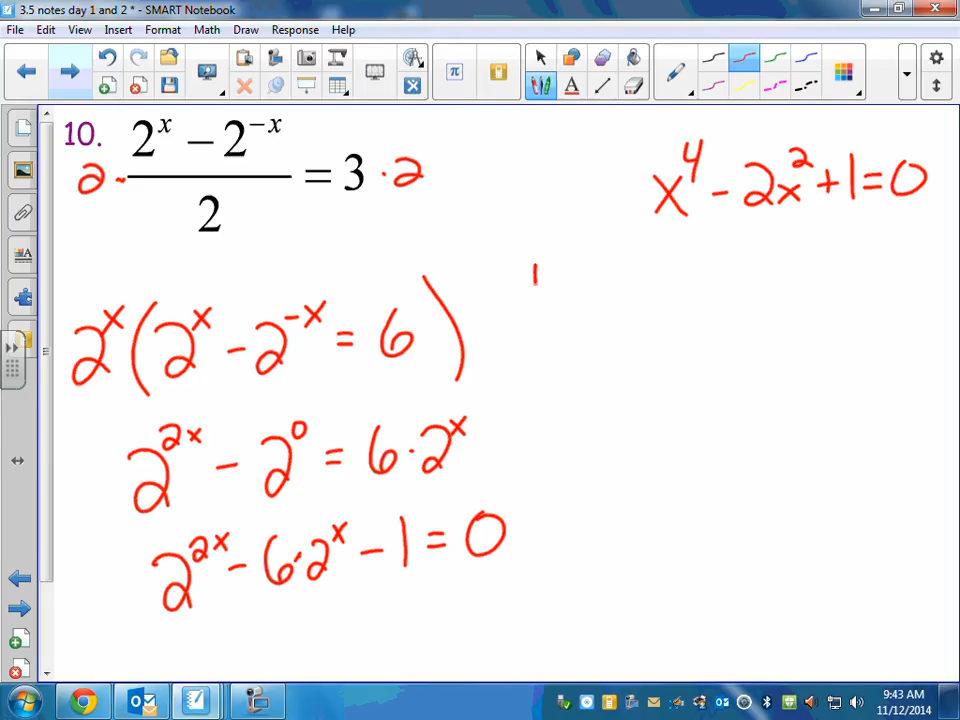 3.5 notes day 1 and 2 * - SMART Notebook
File Edit View Insert Format Math Tools Draw Response Help
10. (2^x − 2^{−x})/2 = 3
2· ·2
x^4 - 2x^2 + 1 = 0
2^x(2^x - 2^{-x} = 6)
2^{2x} - 2^0 = 6·2^x
2^{2x} - 6·2^x - 1 = 0
9:43 AM
11/12/2014